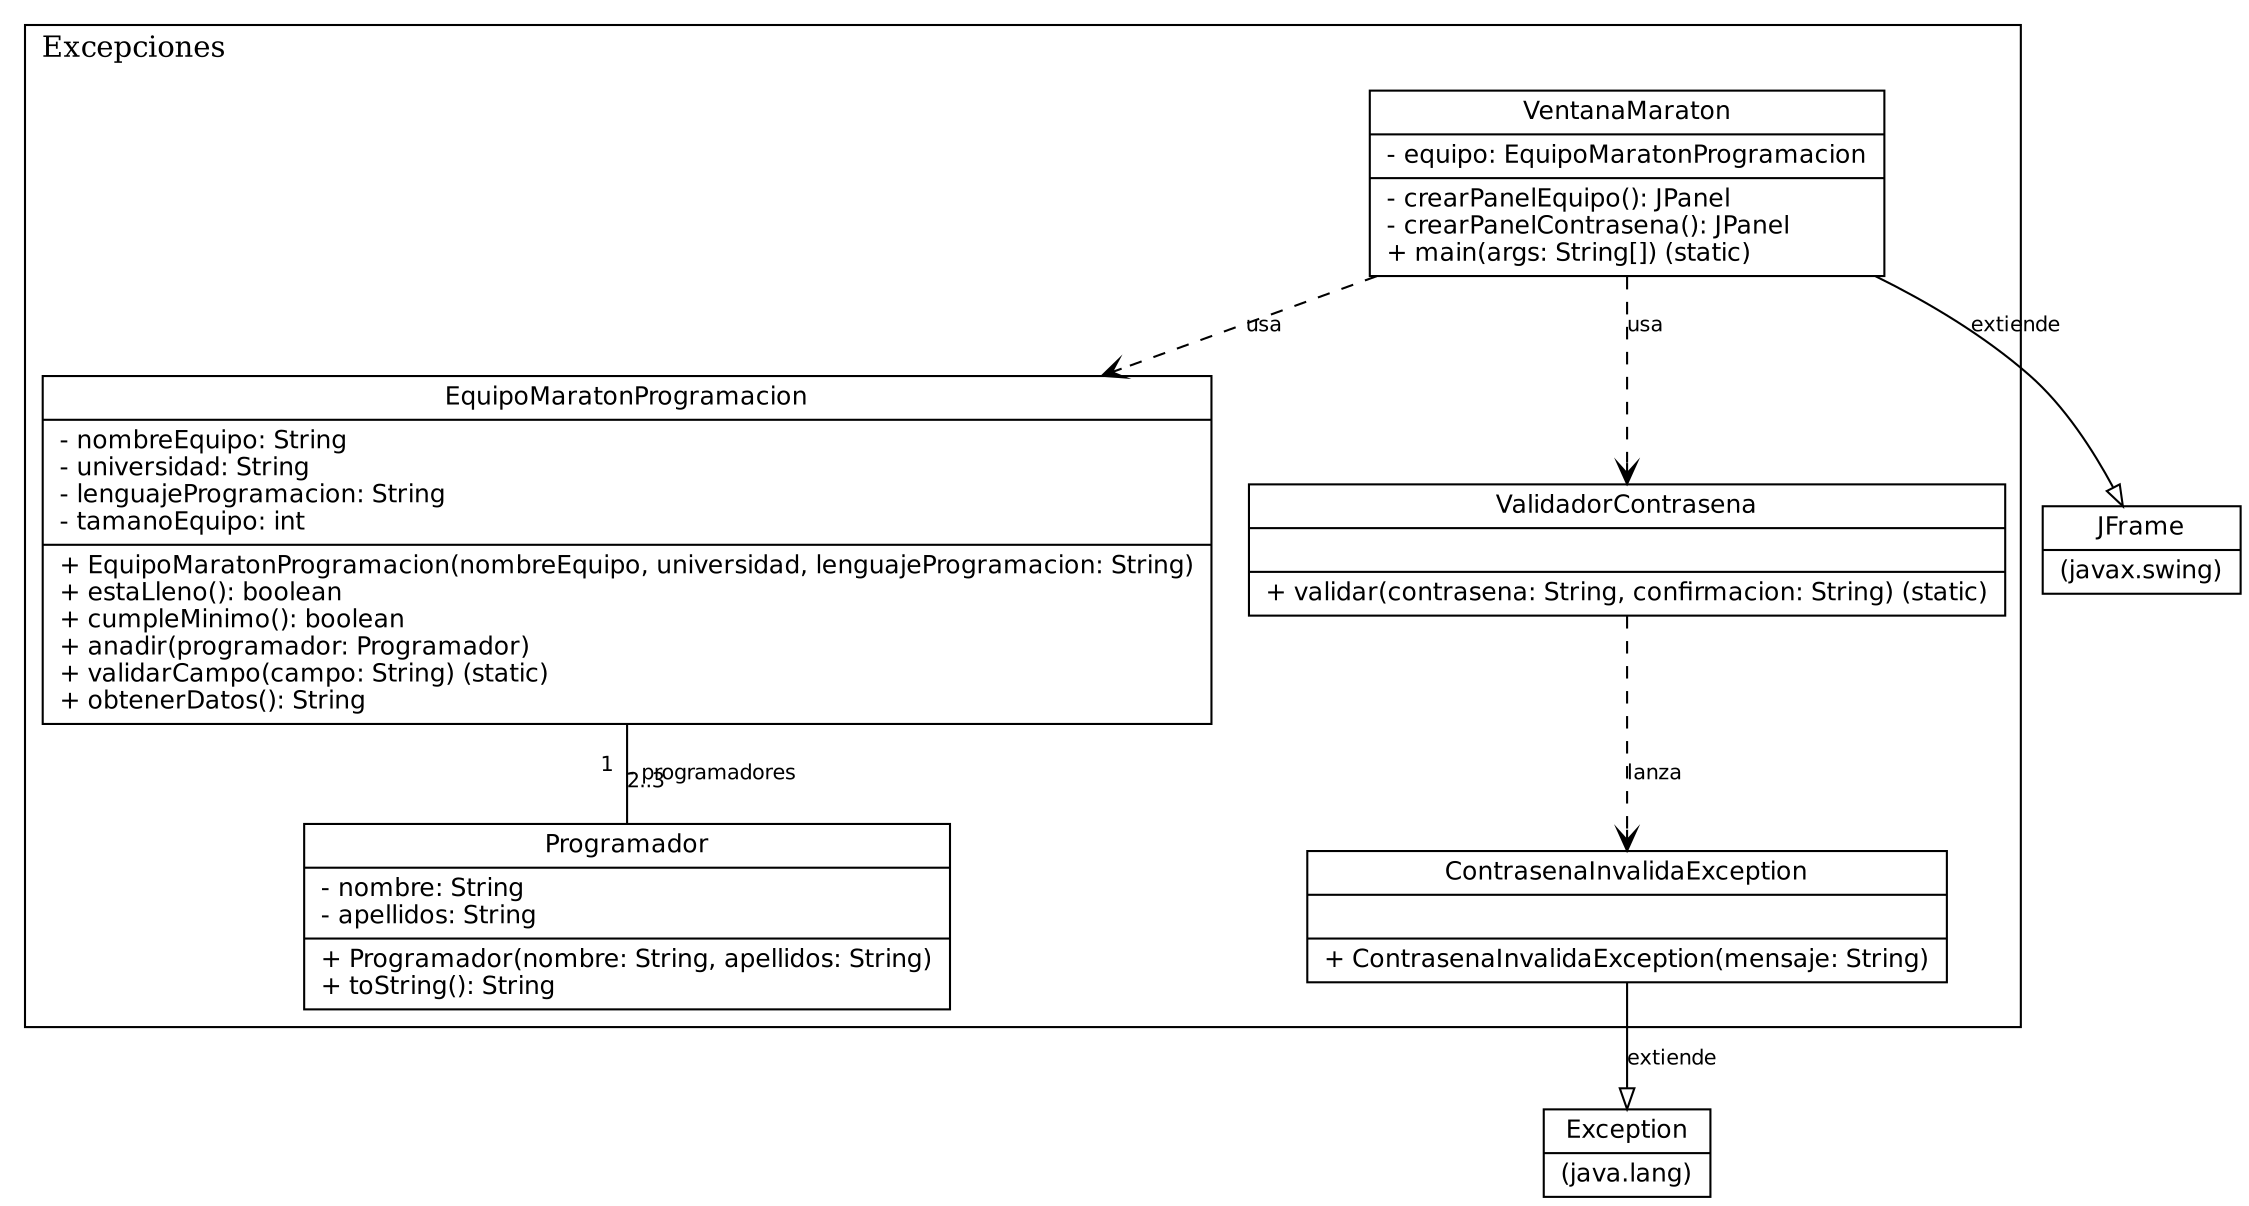 Excepciones
VentanaMaraton
- equipo: EquipoMaratonProgramacion
- crearPanelEquipo(): JPanel
- crearPanelContrasena(): JPanel
+ main(args: String[]) (static)
usa
usa
extiende
EquipoMaratonProgramacion
- nombreEquipo: String
- universidad: String
- lenguajeProgramacion: String
- tamanoEquipo: int
+ EquipoMaratonProgramacion(nombreEquipo, universidad, lenguajeProgramacion: String)
+ estaLleno(): boolean
+ cumpleMinimo(): boolean
+ anadir(programador: Programador)
+ validarCampo(campo: String) (static)
+ obtenerDatos(): String
ValidadorContrasena
+ validar(contrasena: String, confirmacion: String) (static)
JFrame
(javax.swing)
1
- programadores
2..3
lanza
Programador
- nombre: String
- apellidos: String
+ Programador(nombre: String, apellidos: String)
+ toString(): String
ContrasenaInvalidaException
+ ContrasenaInvalidaException(mensaje: String)
extiende
Exception
(java.lang)